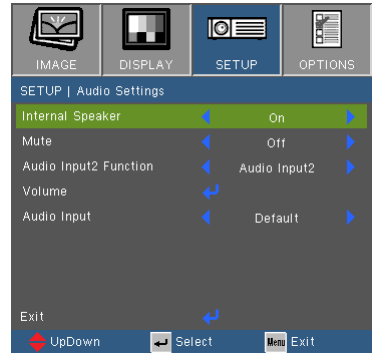 IMAGE DISPLAY SETUP OPTIONS
SETUP | Audio Settings
Internal Speaker On
Mute Off
Audio Input2 Function Audio Input2
Volume
Audio Input Default
Exit
UpDown Select Menu Exit